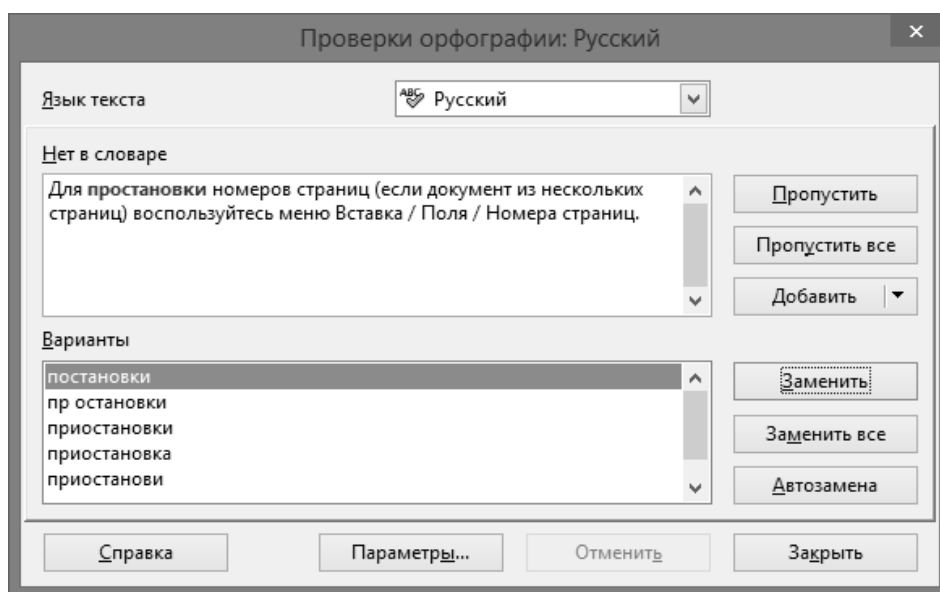 Проверки орфографии: Русский
Язык текста
ABC Русский
Нет в словаре
Для простановки номеров страниц (если документ из нескольких
страниц) воспользуйтесь меню Вставка / Поля / Номера страниц.
Пропустить
Пропустить все
Добавить
Варианты
постановки
пр остановки
приостановки
приостановка
приостанови
Заменить
Заменить все
Автозамена
Справка
Параметры...
Отменить
Закрыть